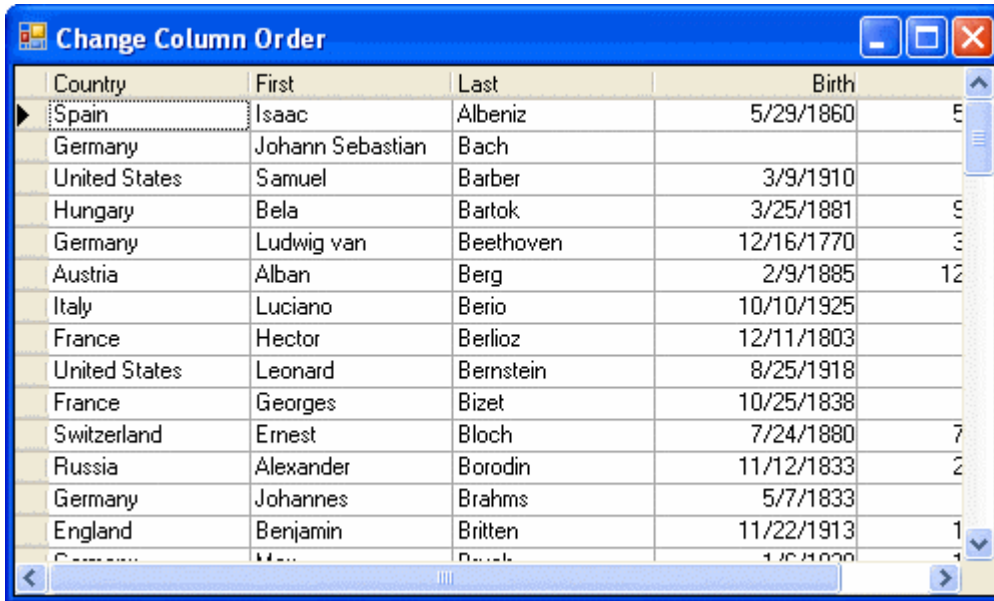 Change Column Order
Country First Last Birth
Spain Isaac Albeniz 5/29/1860
Germany Johann Sebastian Bach
United States Samuel Barber 3/9/1910
Hungary Bela Bartok 3/25/1881
Germany Ludwig van Beethoven 12/16/1770
Austria Alban Berg 2/9/1885
Italy Luciano Berio 10/10/1925
France Hector Berlioz 12/11/1803
United States Leonard Bernstein 8/25/1918
France Georges Bizet 10/25/1838
Switzerland Ernest Bloch 7/24/1880
Russia Alexander Borodin 11/12/1833
Germany Johannes Brahms 5/7/1833
England Benjamin Britten 11/22/1913